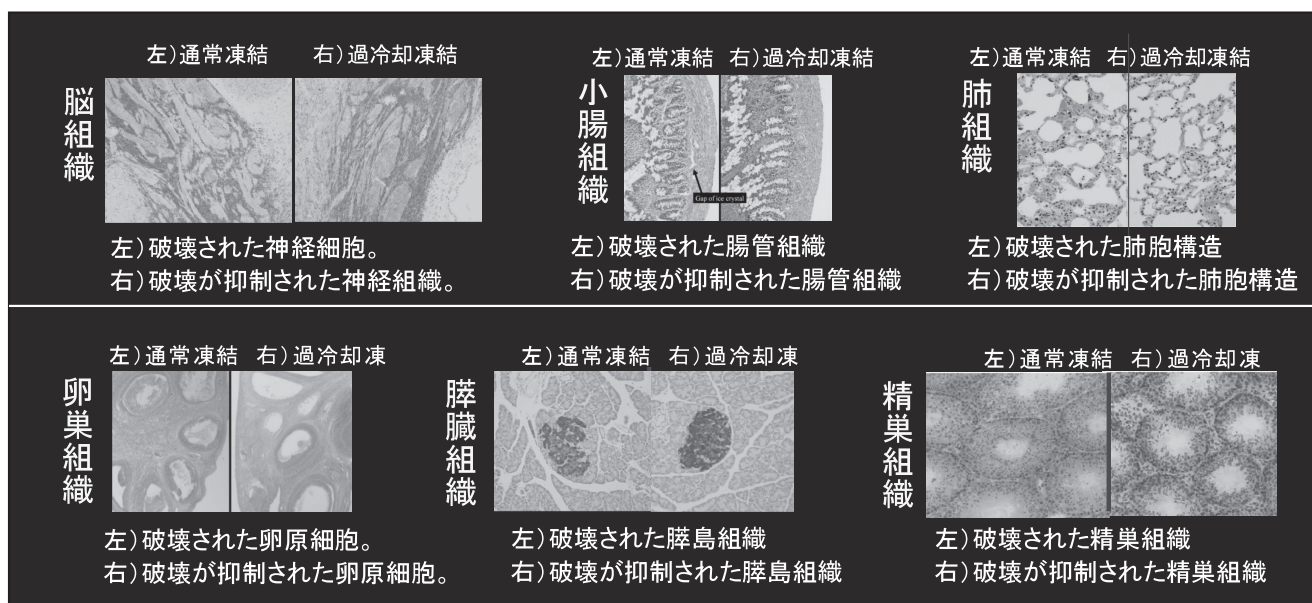 左)通常凍結 右)過冷却凍結
脳組織
左)破壊された神経細胞。
右)破壊が抑制された神経組織。
左)通常凍結 右)過冷却凍結
小腸組織
Gap of ice crystal
左)破壊された腸管組織
右)破壊が抑制された腸管組織
左)通常凍結 右)過冷却凍結
肺組織
左)破壊された肺胞構造
右)破壊が抑制された肺胞構造
左)通常凍結 右)過冷却凍
卵巣組織
左)破壊された卵原細胞。
右)破壊が抑制された卵原細胞。
左)通常凍結 右)過冷却凍
膵臓組織
左)破壊された膵島組織
右)破壊が抑制された膵島組織
左)通常凍結 右)過冷却凍
精巣組織
左)破壊された精巣組織
右)破壊が抑制された精巣組織